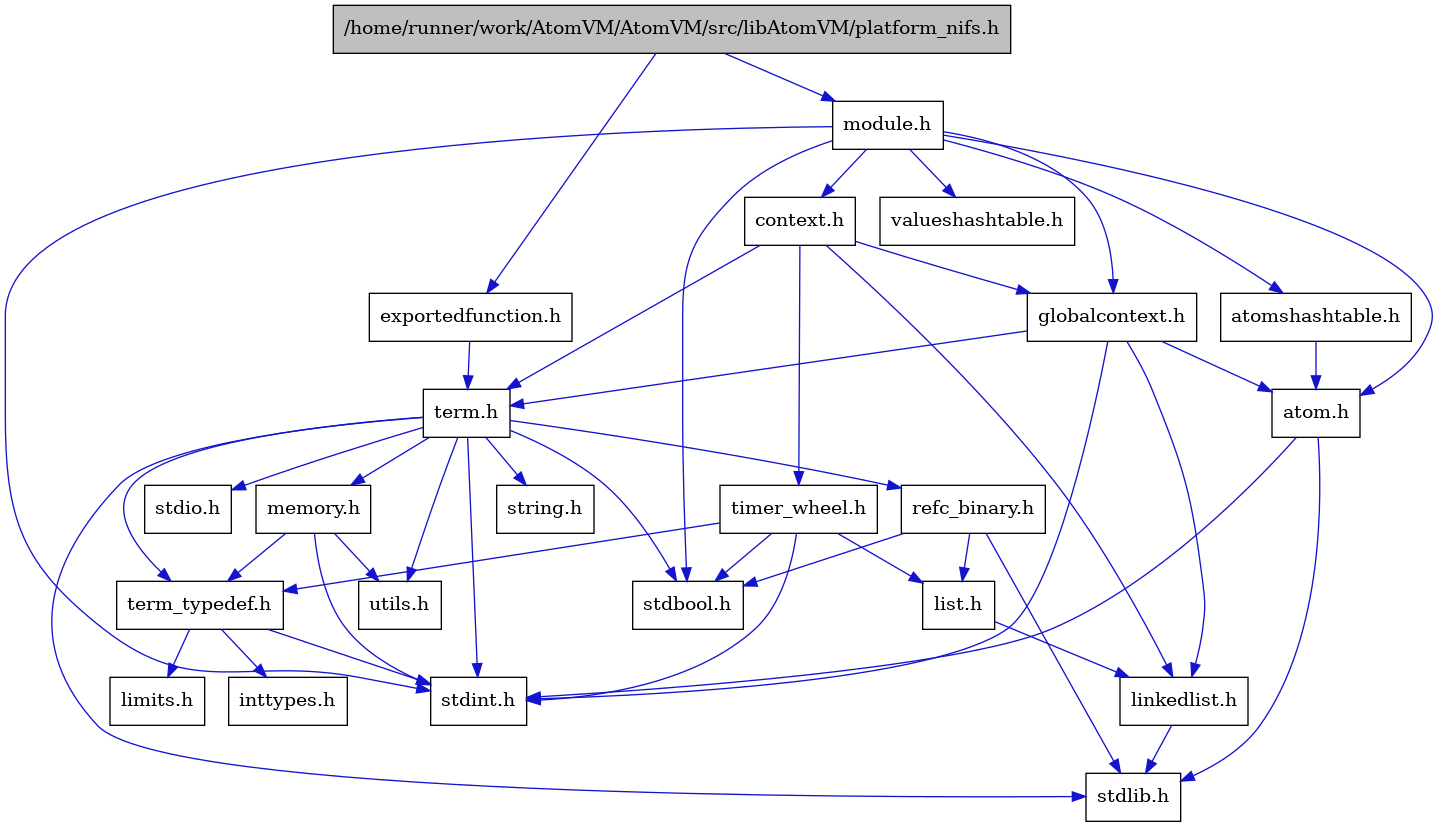 /home/runner/work/AtomVM/AtomVM/src/libAtomVM/platform_nifs.h
module.h
context.h
valueshashtable.h
exportedfunction.h
globalcontext.h
atomshashtable.h
term.h
atom.h
stdio.h
memory.h
string.h
timer_wheel.h
refc_binary.h
term_typedef.h
utils.h
stdbool.h
list.h
limits.h
inttypes.h
stdint.h
linkedlist.h
stdlib.h